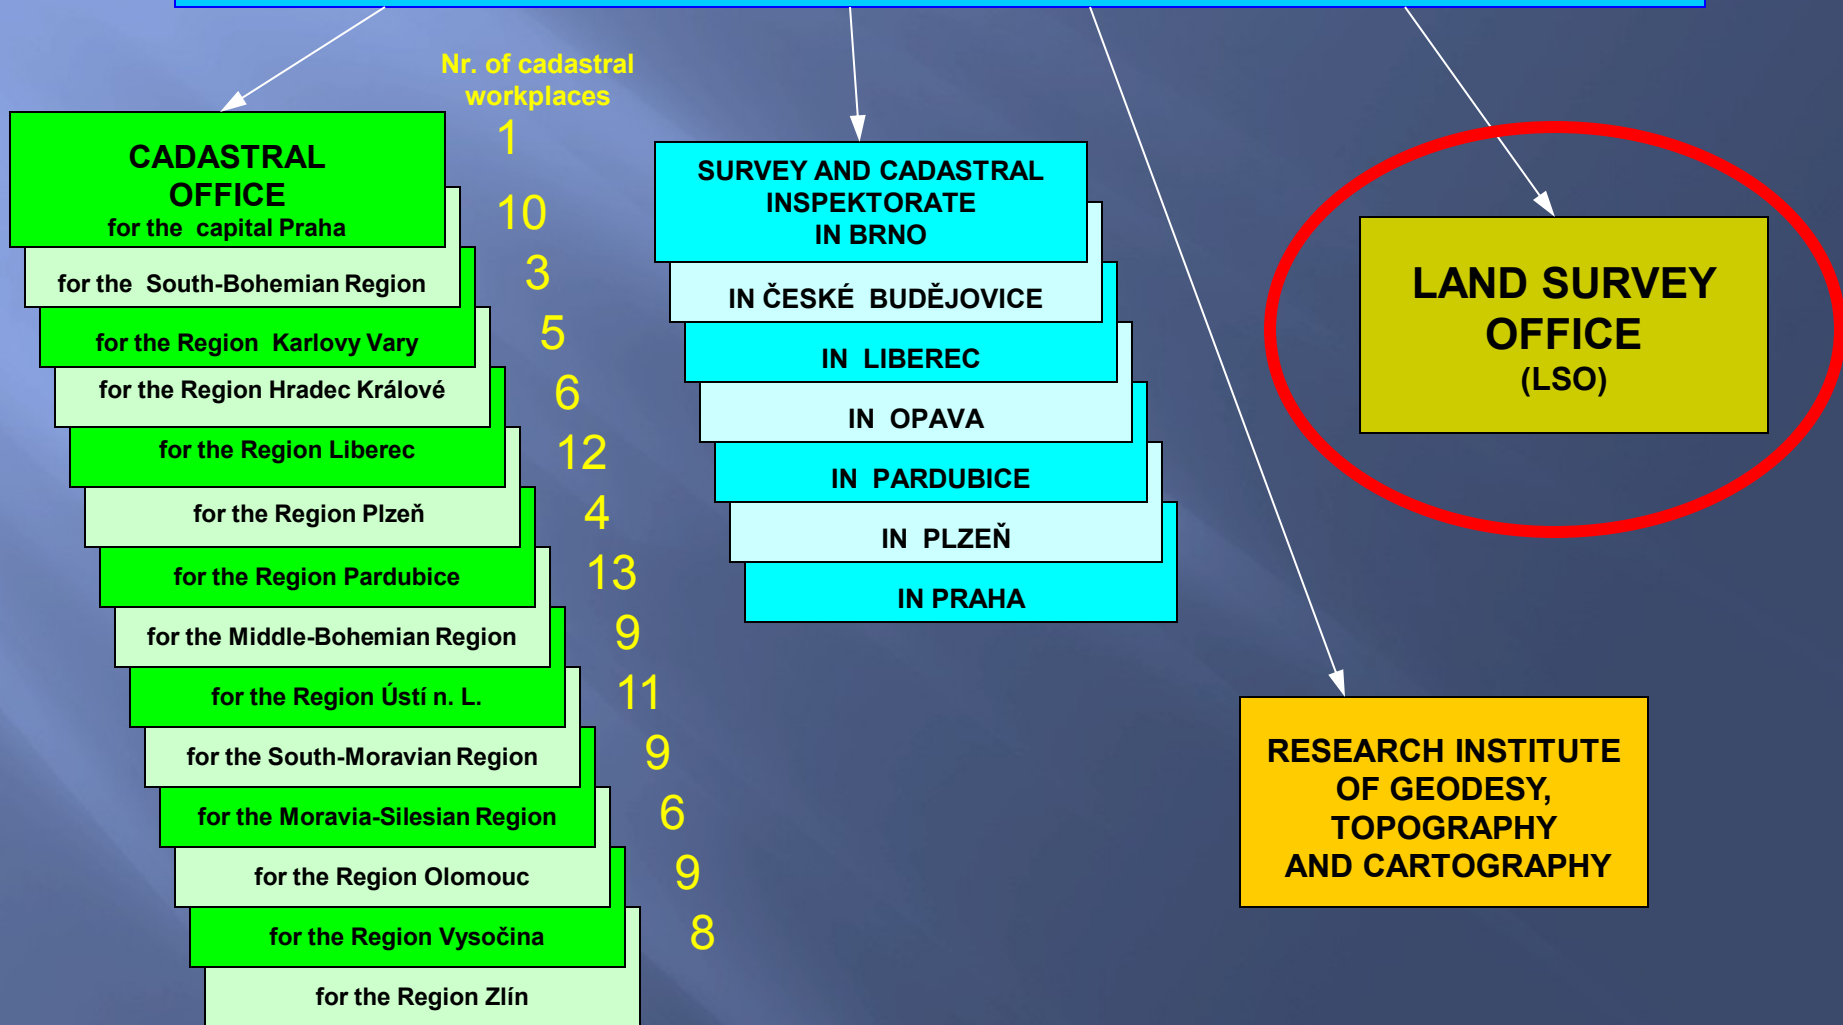 Nr. of cadastral
workplaces
CADASTRAL
OFFICE
for the capital Praha
for the South-Bohemian Region
for the Region Karlovy Vary
for the Region Hradec Králové
for the Region Liberec
for the Region Plzeň
for the Region Pardubice
for the Middle-Bohemian Region
for the Region Ústí n. L.
for the South-Moravian Region
for the Moravia-Silesian Region
for the Region Olomouc
for the Region Vysočina
for the Region Zlín
1
10
3
5
6
12
4
13
9
11
9
6
9
8
SURVEY AND CADASTRAL
INSPEKTORATE
IN BRNO
IN ČESKÉ BUDĚJOVICE
IN LIBEREC
IN OPAVA
IN PARDUBICE
IN PLZEŇ
IN PRAHA
LAND SURVEY
OFFICE
(LSO)
RESEARCH INSTITUTE
OF GEODESY,
TOPOGRAPHY
AND CARTOGRAPHY